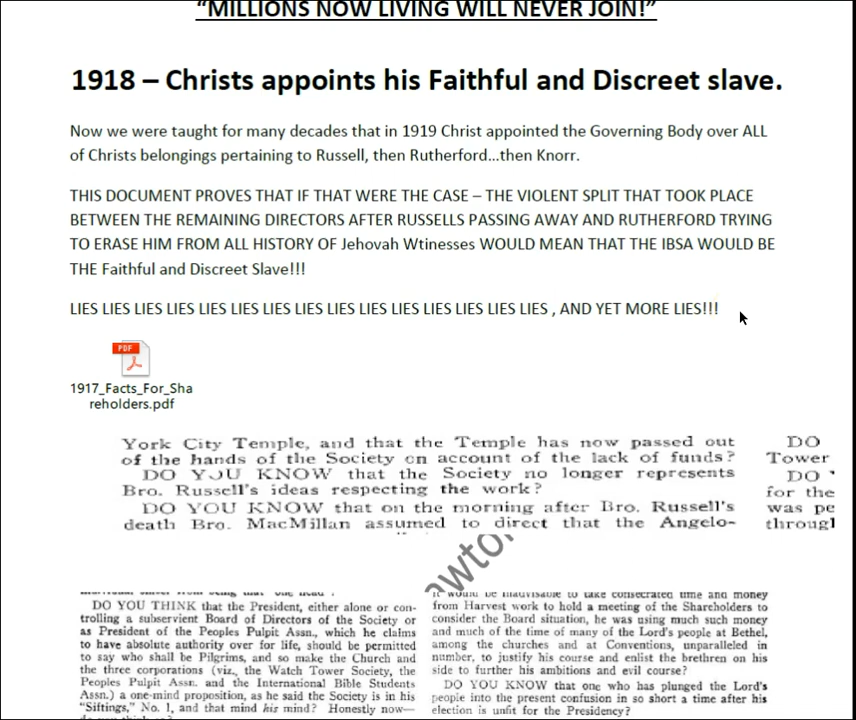 "MILLIONS NOW LIVING WILL NEVER JOIN!"
1918 – Christs appoints his Faithful and Discreet slave.
Now we were taught for many decades that in 1919 Christ appointed the Governing Body over ALL
of Christs belongings pertaining to Russell, then Rutherford...then Knorr.
THIS DOCUMENT PROVES THAT IF THAT WERE THE CASE – THE VIOLENT SPLIT THAT TOOK PLACE
BETWEEN THE REMAINING DIRECTORS AFTER RUSSELLS PASSING AWAY AND RUTHERFORD TRYING
TO ERASE HIM FROM ALL HISTORY OF Jehovah Wtinesses WOULD MEAN THAT THE IBSA WOULD BE
THE Faithful and Discreet Slave!!!
LIES LIES LIES LIES LIES LIES LIES LIES LIES LIES LIES LIES LIES LIES LIES , AND YET MORE LIES!!!
PDF
1917_Facts_For_Sha
reholders.pdf
York City Temple, and that the Temple has now passed out
of the hands of the Society on account of the lack of funds?
DO YOU KNOW that the Society no longer represents
Bro. Russell's ideas respecting the work?
DO YOU KNOW that on the morning after Bro. Russell's
death Bro. MacMillan assumed to direct that the Angelo-
DO
Tower
DO
for the
was pe
througl
awto
DO YOU THINK that the President, either alone or con-
trolling a subservient Board of Directors of the Society or
as President of the Peoples Pulpit Assn., which he claims
to have absolute authority over for life, should be permitted
to say who shall be Pilgrims, and so make the Church and
the three corporations (viz., the Watch Tower Society, the
Peoples Pulpit Assn. and the International Bible Students
Assn.) a one-mind proposition, as he said the Society is in his
"Siftings," No. 1, and that mind his mind? Honestly now—
it would be inadvisable to take consecrated time and money
from Harvest work to hold a meeting of the Shareholders to
consider the Board situation, he was using much such money
and much of the time of many of the Lord's people at Bethel,
among the churches and at Conventions, unparalleled in
number, to justify his course and enlist the brethren on his
side to further his ambitions and evil course?
DO YOU KNOW that one who has plunged the Lord's
people into the present confusion in so short a time after his
election is unfit for the Presidency?